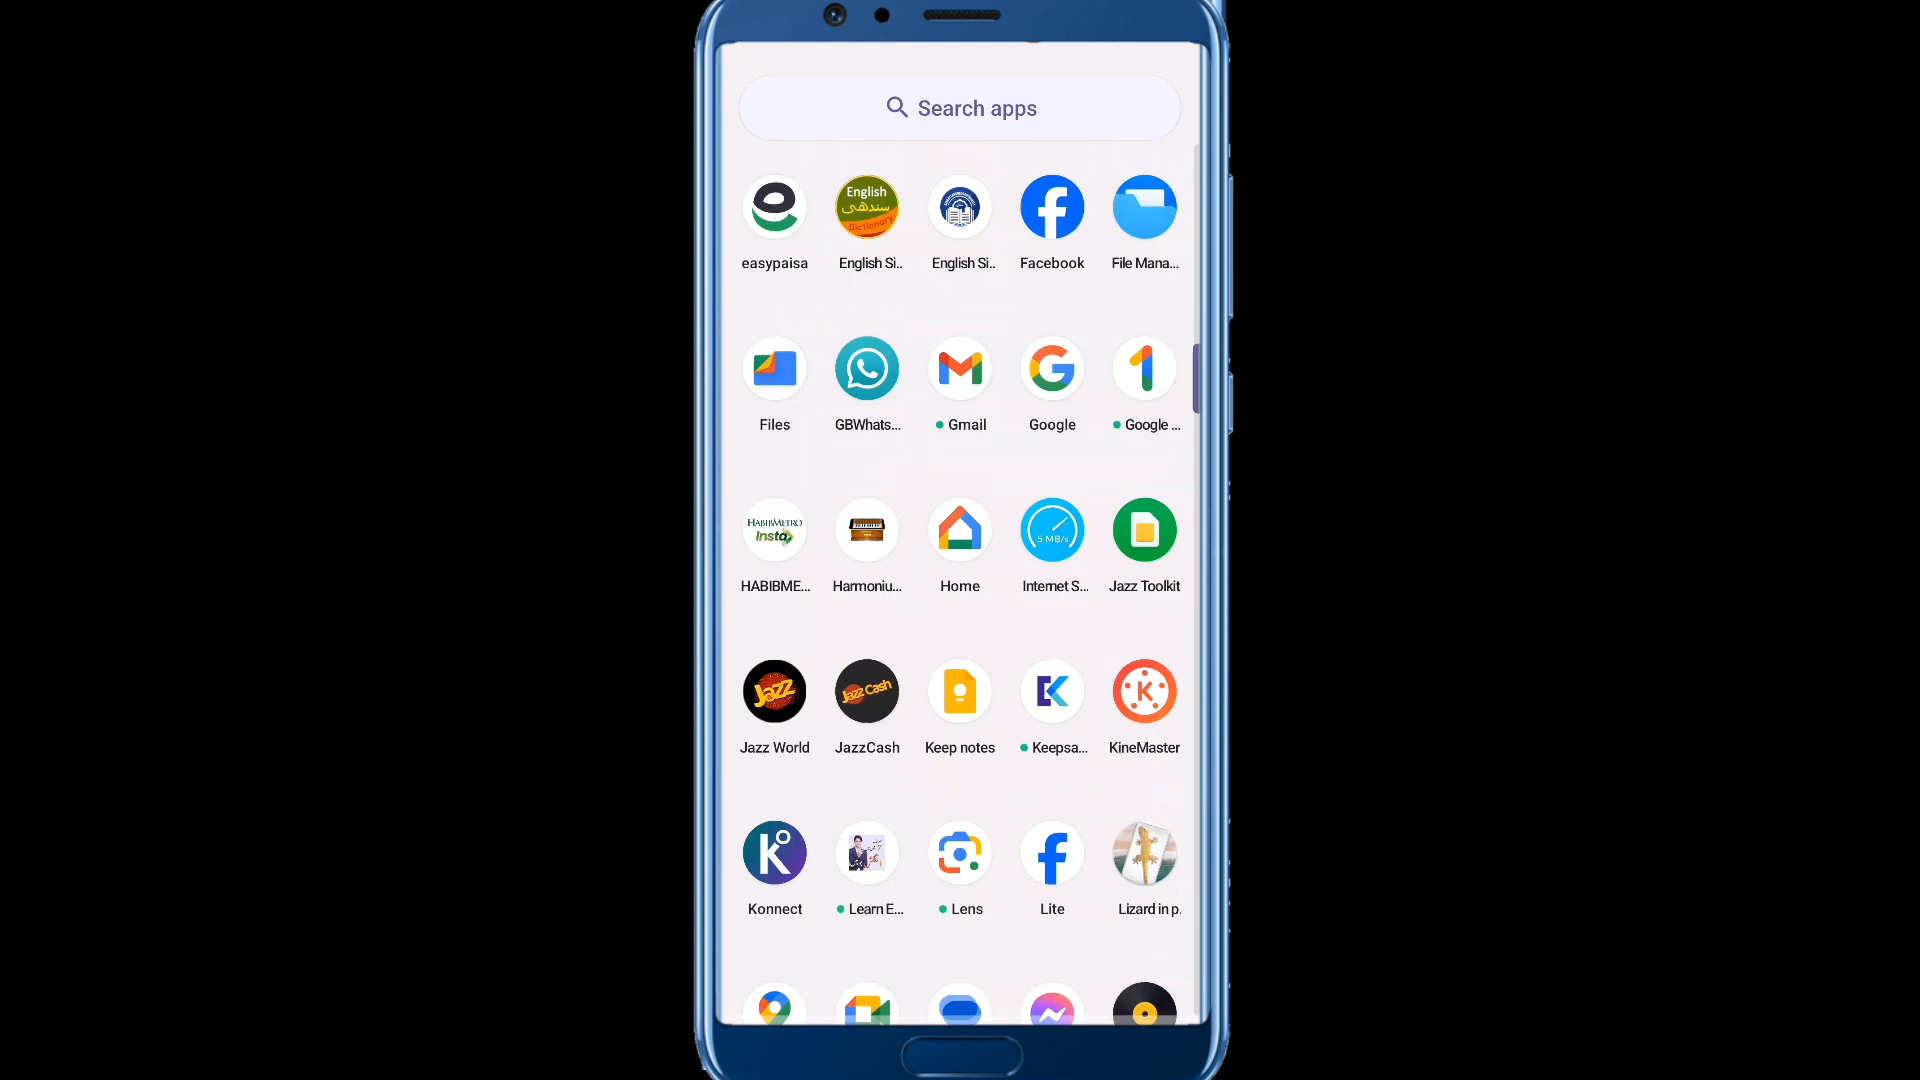 Search apps
English
سندھی
Dictionary
easypaisa
English Si..
English Si..
Facebook
File Mana...
Files
GBWhats...
Gmail
Google
Google ...
HABIBMETRO
Insta
5 MB/s
HABIBME...
Harmoniu...
Home
Internet S...
Jazz Toolkit
Jazz
Jazz Cash
K
Jazz World
JazzCash
Keep notes
Keepsa...
KineMaster
Konnect
Learn E...
Lens
Lite
Lizard in p.